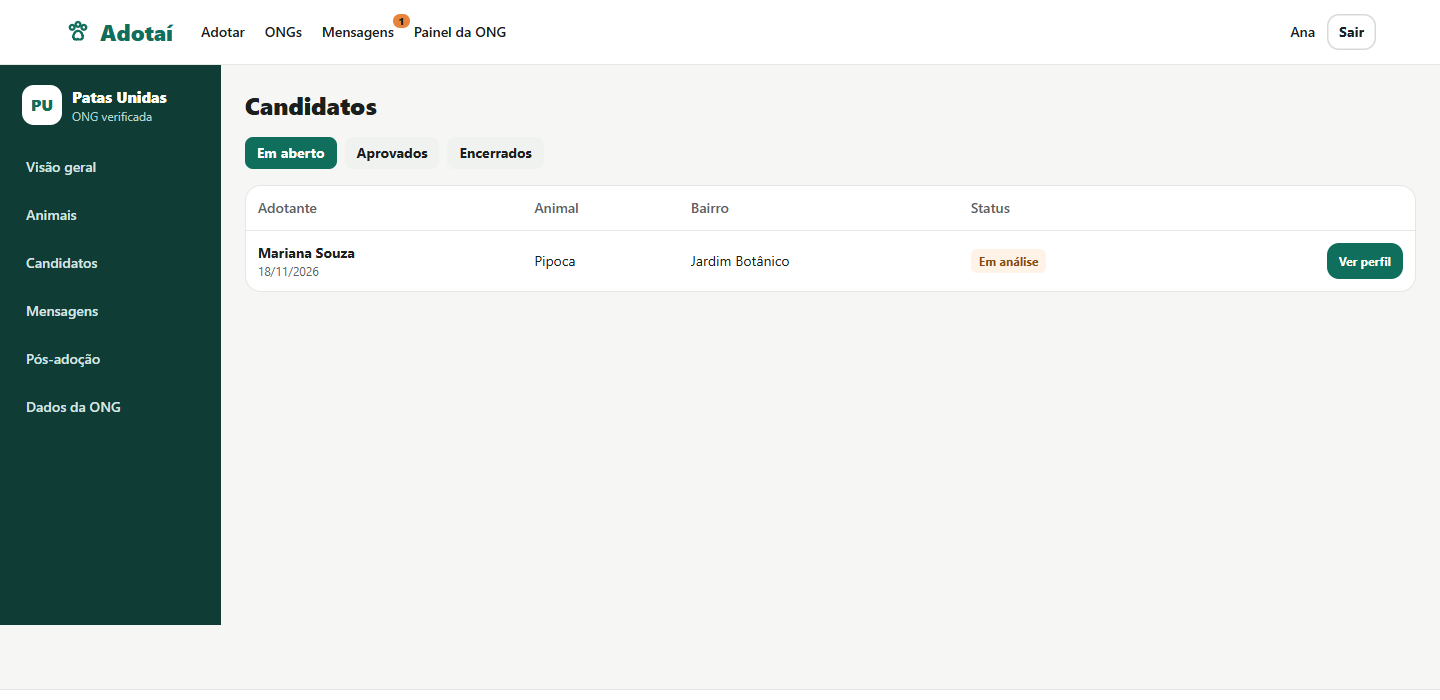 Adotaí
Adotar
ONGs
Mensagens
1
Painel da ONG
Ana
Sair
PU
Patas Unidas
ONG verificada
Visão geral
Animais
Candidatos
Mensagens
Pós-adoção
Dados da ONG
Candidatos
Em aberto
Aprovados
Encerrados
Adotante
Animal
Bairro
Status
Mariana Souza
18/11/2026
Pipoca
Jardim Botânico
Em análise
Ver perfil